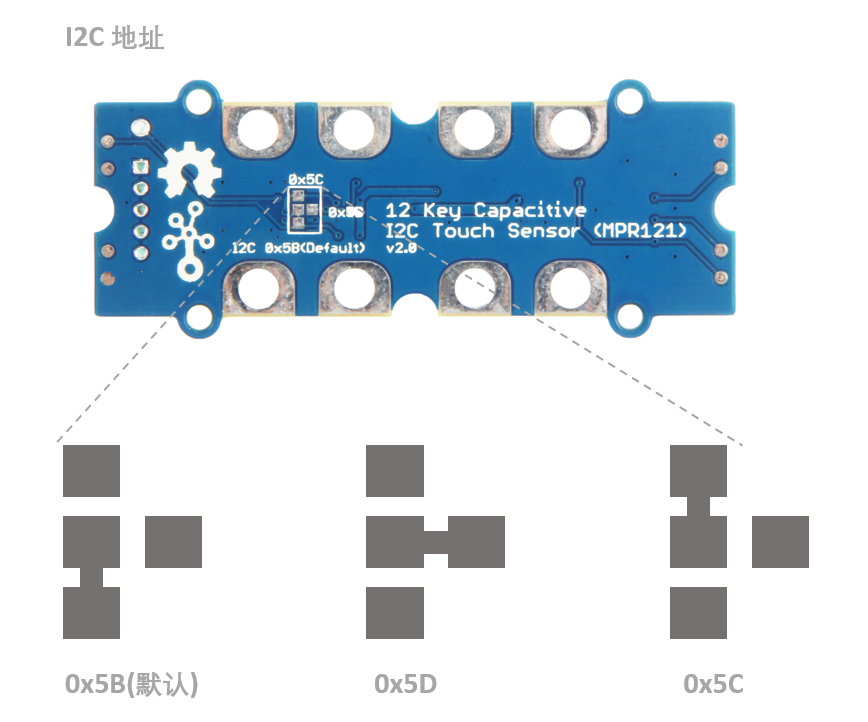 I2C 地址
0x5C
12 Key Capacitive
I2C Touch Sensor (MPR121)
I2C 0x5B(Default)
v2.0
0x5B(默认)
0x5D
0x5C